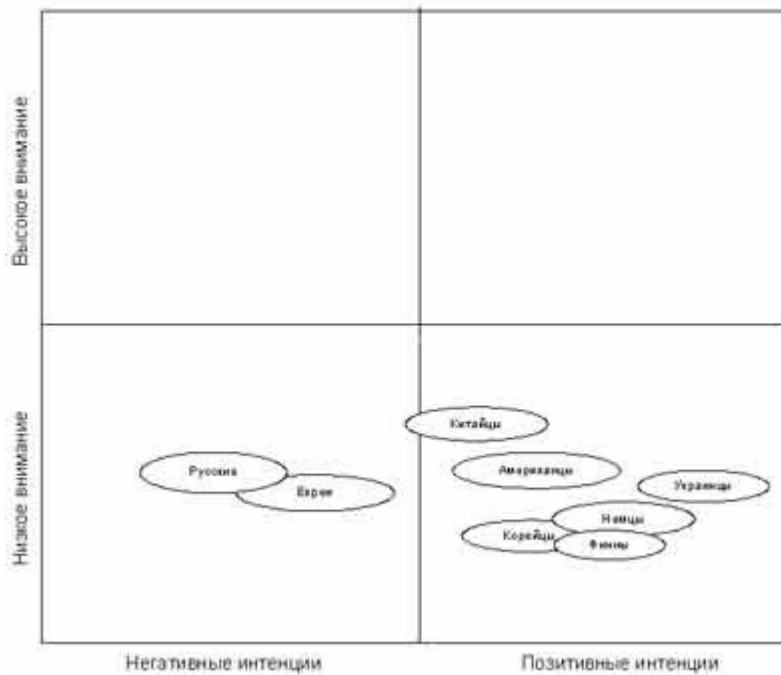 Высокое внимание
Низкое внимание
Китайцы
Русские
Евреи
Американцы
Украинцы
Немцы
Корейцы
Финны
Негативные интенции
Позитивные интенции